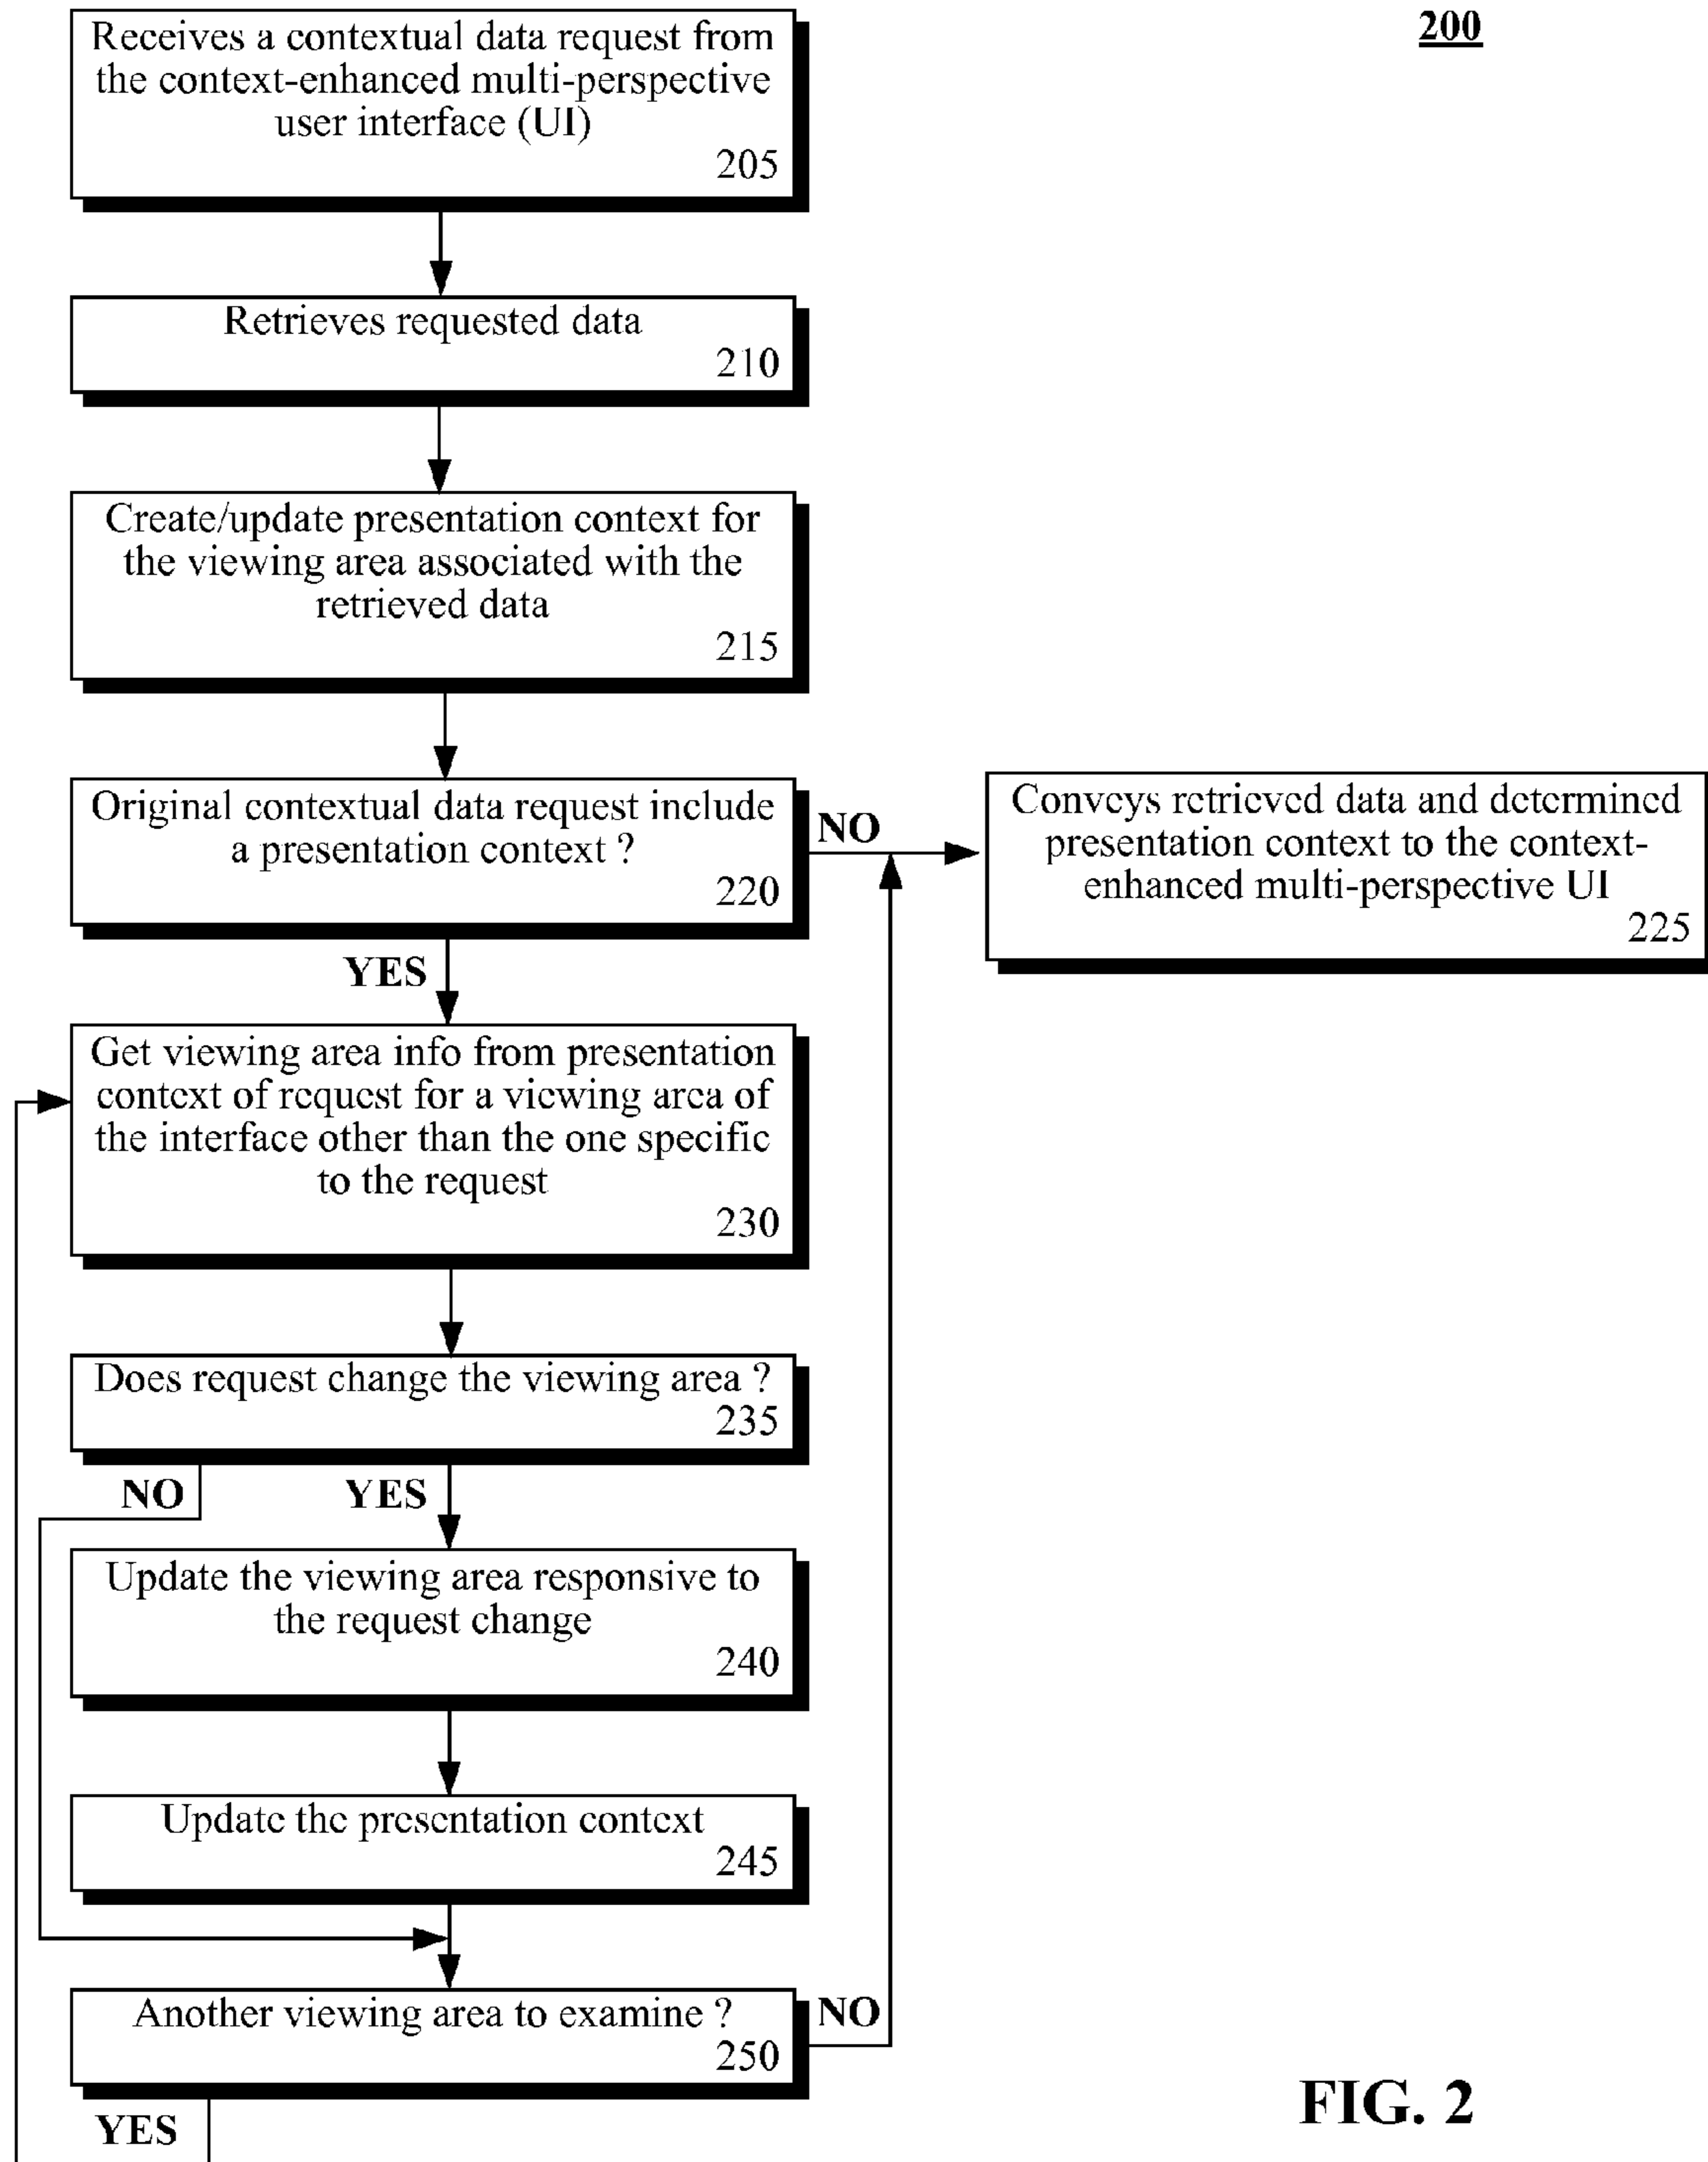 200
Receives a contextual data request from
the context-enhanced multi-perspective
user interface (UI)
205
Retrieves requested data
210
Create/update presentation context for
the viewing area associated with the
retrieved data
215
Original contextual data request include
a presentation context ?
220
NO
Conveys retrieved data and determined
presentation context to the context-
enhanced multi-perspective UI
225
YES
Get viewing area info from presentation
context of request for a viewing area of
the interface other than the one specific
to the request
230
Does request change the viewing area ?
235
NO
YES
Update the viewing area responsive to
the request change
240
Update the presentation context
245
Another viewing area to examine ?
250
NO
YES
FIG. 2